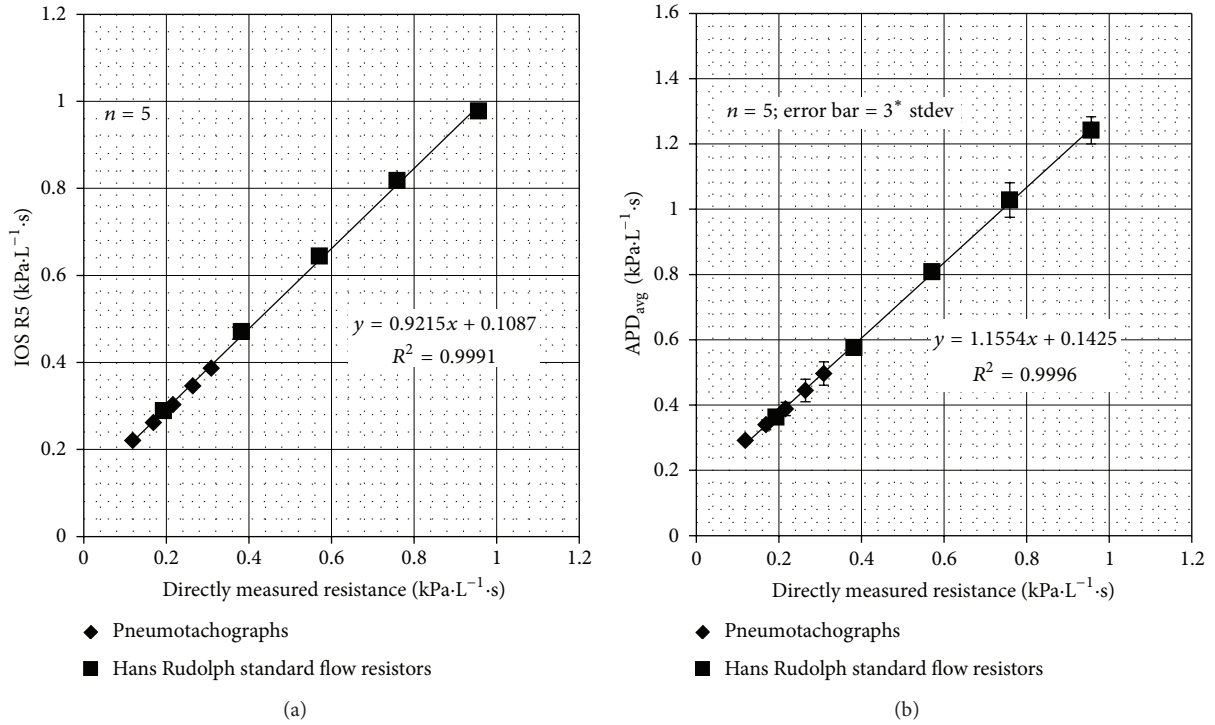 1.2
1
0.8
0.6
0.4
0.2
0
IOS R5 (kPa·L⁻¹·s)
n = 5
y = 0.9215x + 0.1087
R² = 0.9991
0 0.2 0.4 0.6 0.8 1 1.2
Directly measured resistance (kPa·L⁻¹·s)
◆ Pneumotachographs
■ Hans Rudolph standard flow resistors
(a)
1.6
1.4
1.2
1
0.8
0.6
0.4
0.2
0
APD_avg (kPa·L⁻¹·s)
n = 5; error bar = 3* stdev
y = 1.1554x + 0.1425
R² = 0.9996
0 0.2 0.4 0.6 0.8 1 1.2
Directly measured resistance (kPa·L⁻¹·s)
◆ Pneumotachographs
■ Hans Rudolph standard flow resistors
(b)